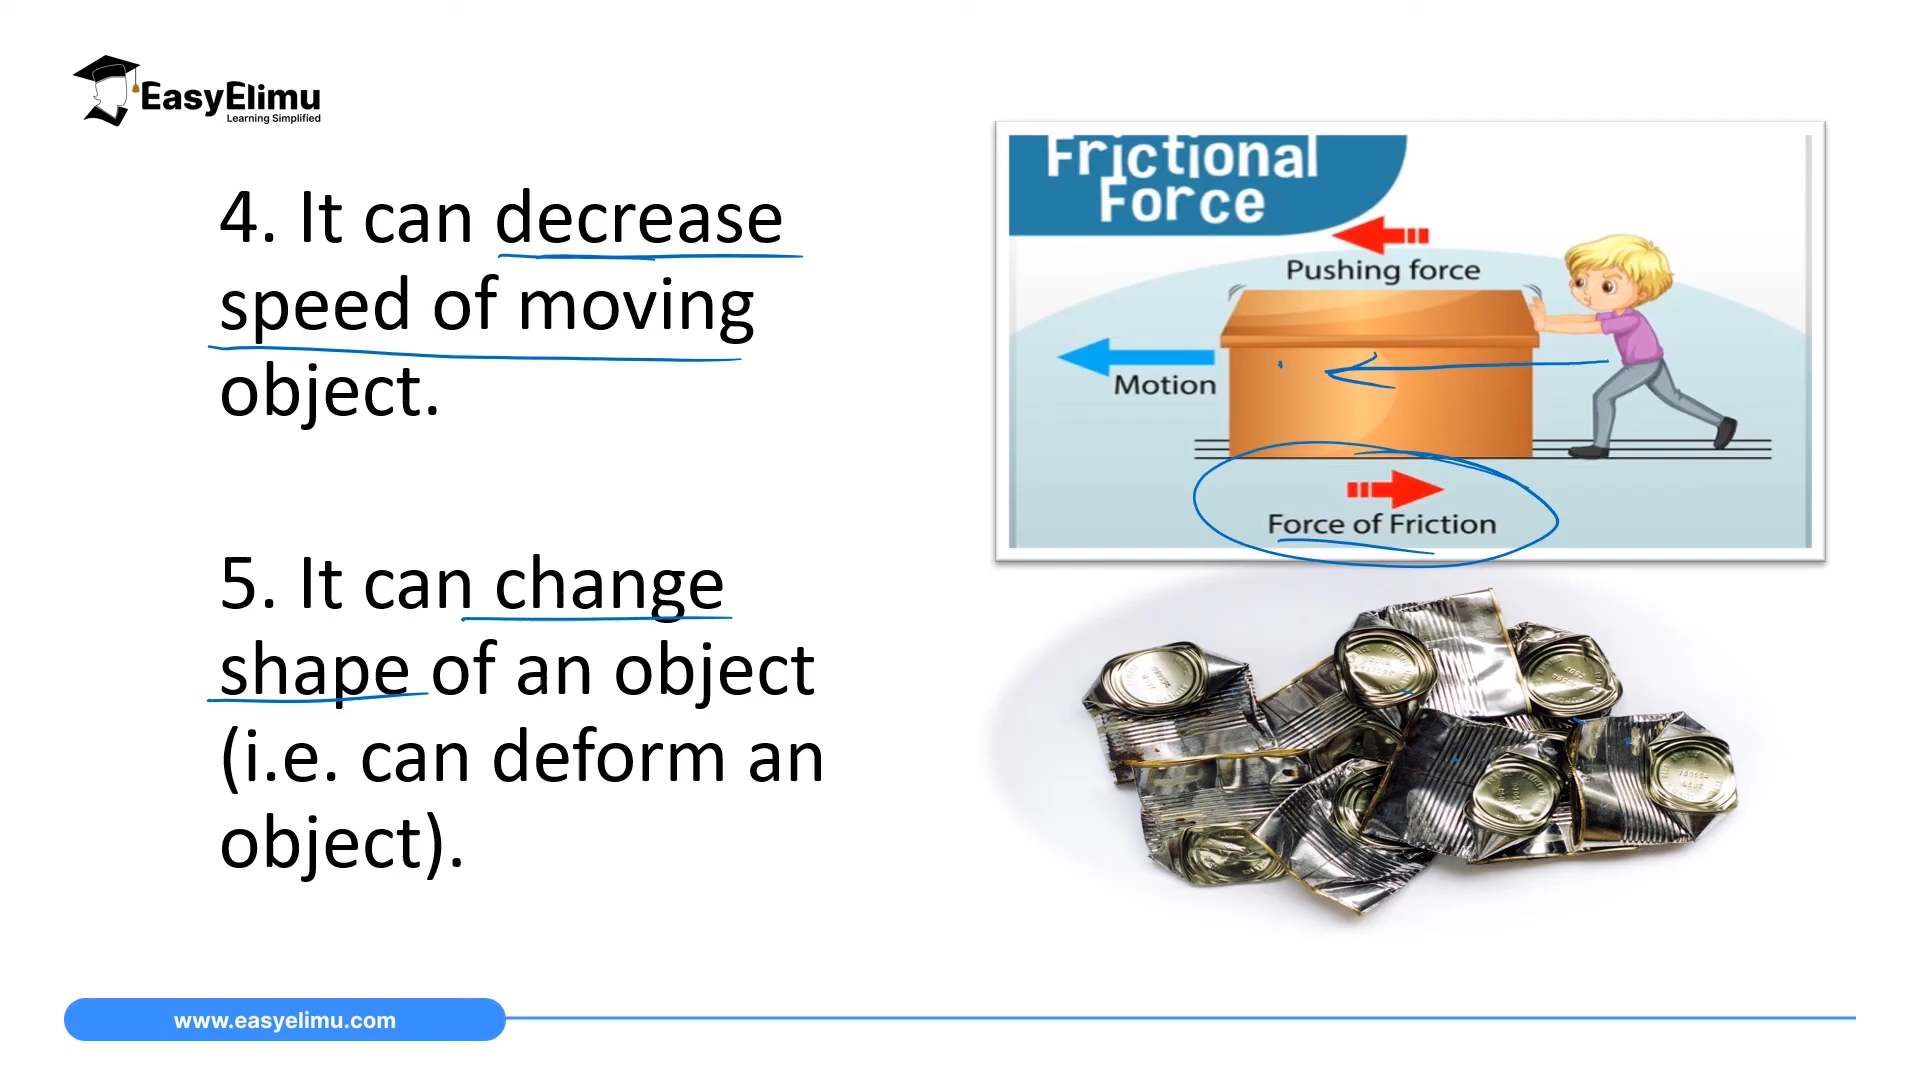 EasyElimu
Learning Simplified
4. It can decrease
speed of moving
object.
5. It can change
shape of an object
(i.e. can deform an
object).
Frictional
Force
Pushing force
Motion
Force of Friction
www.easyelimu.com